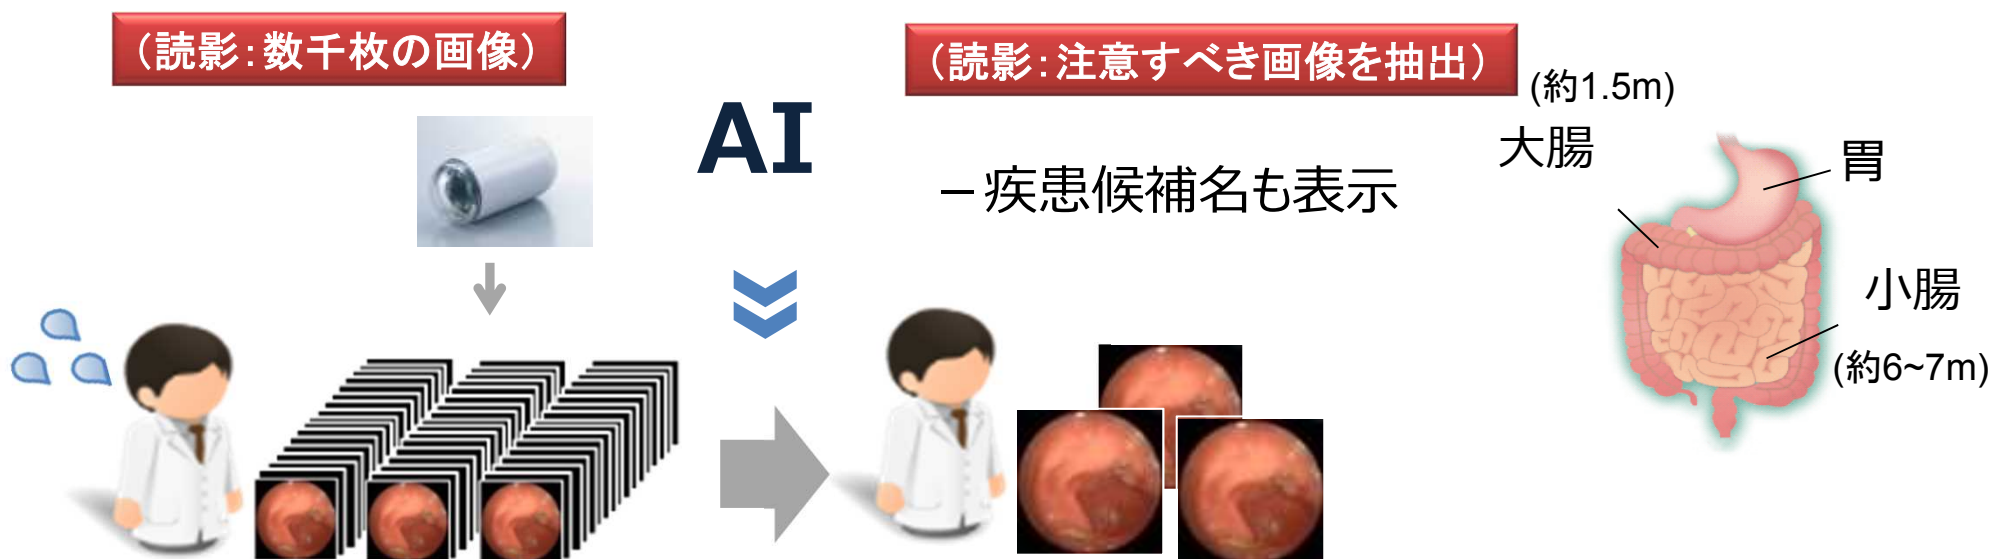 (読影:数千枚の画像)
AI
(読影:注意すべき画像を抽出)
－疾患候補名も表示
(約1.5m)
大腸
胃
小腸
(約6~7m)